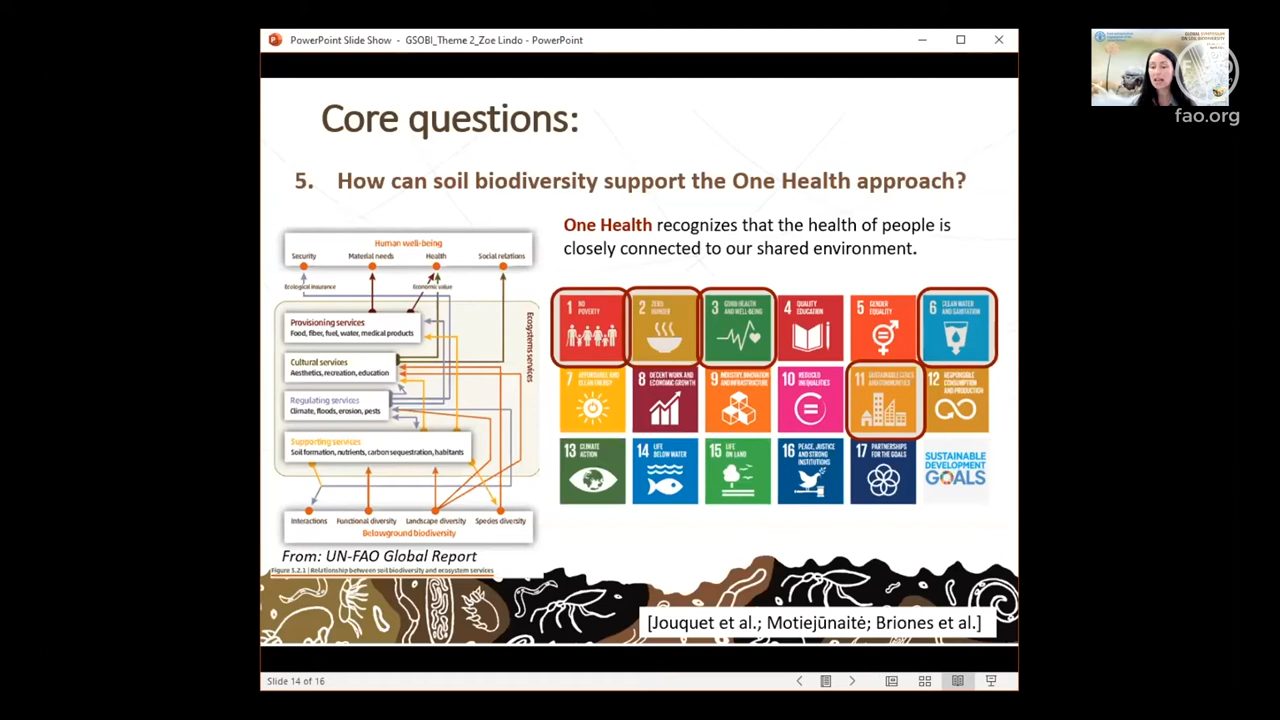 PowerPoint Slide Show - GSOBI_Theme 2_Zoe Lindo - PowerPoint
fao.org
Core questions:
5. How can soil biodiversity support the One Health approach?
One Health recognizes that the health of people is
closely connected to our shared environment.
Human well-being
Security Material needs Health Social relations
Ecological insurance Economic value
Provisioning services
Food, fiber, fuel, water, medical products
Cultural services
Aesthetics, recreation, education
Regulating services
Climate, floods, erosion, pests
Supporting services
Soil formation, nutrients, carbon sequestration, habitants
Ecosystems services
Interactions Functional diversity Landscape diversity Species diversity
Belowground biodiversity
From: UN-FAO Global Report
Figure 5.2.1 | Relationship between soil biodiversity and ecosystem services
1 NO
POVERTY
2 ZERO
HUNGER
3 GOOD HEALTH
AND WELL-BEING
4 QUALITY
EDUCATION
5 GENDER
EQUALITY
6 CLEAN WATER
AND SANITATION
7 AFFORDABLE AND
CLEAN ENERGY
8 DECENT WORK AND
ECONOMIC GROWTH
9 INDUSTRY, INNOVATION
AND INFRASTRUCTURE
10 REDUCED
INEQUALITIES
11 SUSTAINABLE CITIES
AND COMMUNITIES
12 RESPONSIBLE
CONSUMPTION
AND PRODUCTION
13 CLIMATE
ACTION
14 LIFE
BELOW WATER
15 LIFE
ON LAND
16 PEACE, JUSTICE
AND STRONG
INSTITUTIONS
17 PARTNERSHIPS
FOR THE GOALS
SUSTAINABLE
DEVELOPMENT
GOALS
[Jouquet et al.; Motiejūnaitė; Briones et al.]
Slide 14 of 16